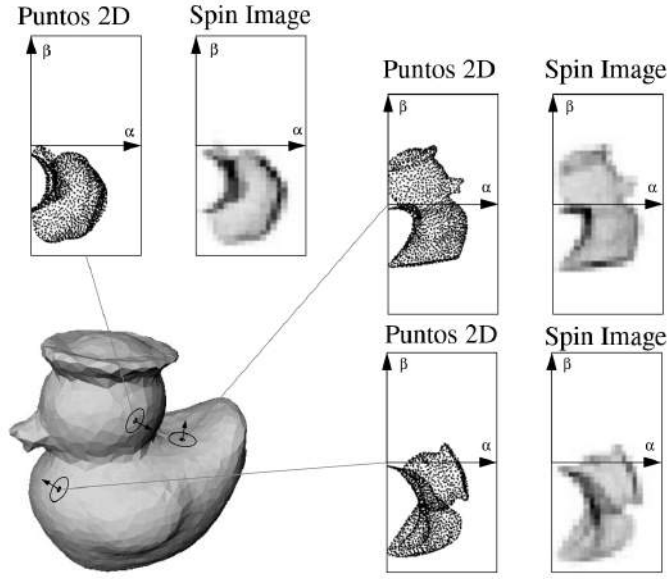 Puntos 2D Spin Image
β β
α
Puntos 2D Spin Image
β β
α
Puntos 2D Spin Image
β β
α